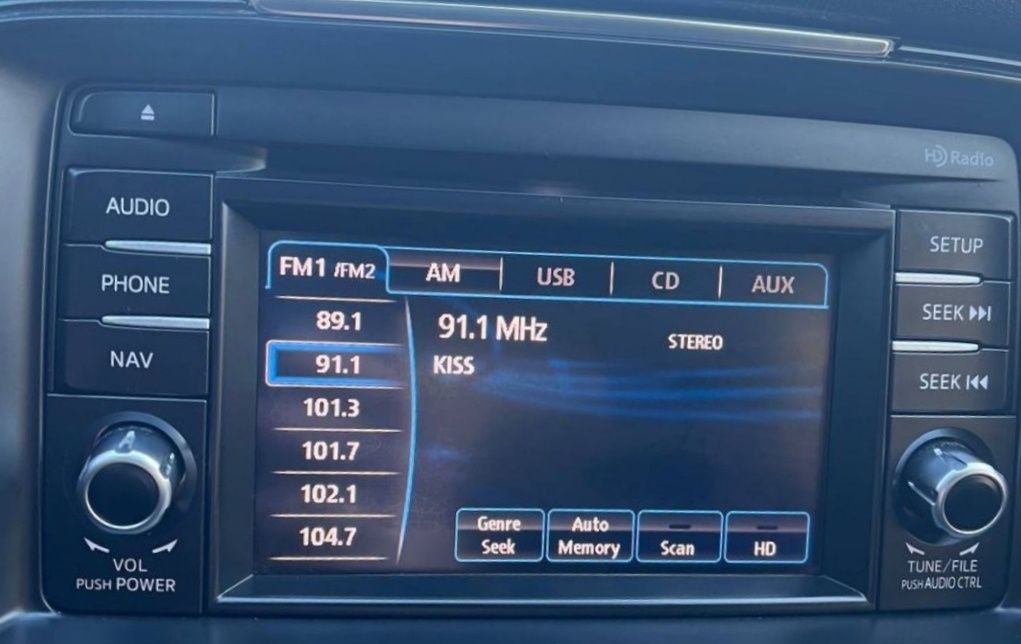 HD Radio
AUDIO
PHONE
NAV
VOL
PUSH POWER
FM1 /FM2
AM
USB
CD
AUX
89.1
91.1
101.3
101.7
102.1
104.7
91.1 MHz
STEREO
KISS
Genre
Seek
Auto
Memory
Scan
HD
SETUP
SEEK
SEEK
TUNE/FILE
PUSH AUDIO CTRL